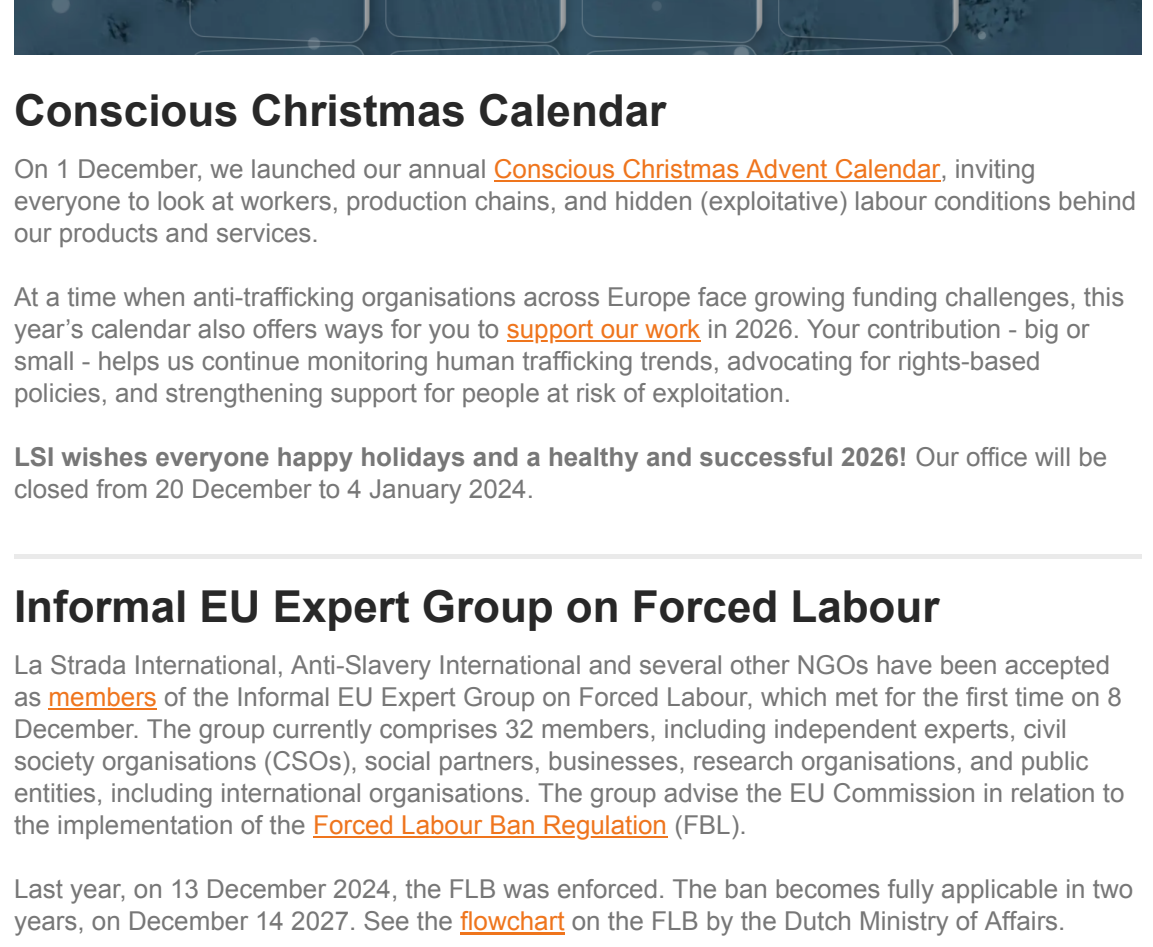 Conscious Christmas Calendar
On 1 December, we launched our annual Conscious Christmas Advent Calendar, inviting
everyone to look at workers, production chains, and hidden (exploitative) labour conditions behind
our products and services.
At a time when anti-trafficking organisations across Europe face growing funding challenges, this
year’s calendar also offers ways for you to support our work in 2026. Your contribution - big or
small - helps us continue monitoring human trafficking trends, advocating for rights-based
policies, and strengthening support for people at risk of exploitation.
LSI wishes everyone happy holidays and a healthy and successful 2026! Our office will be
closed from 20 December to 4 January 2024.
Informal EU Expert Group on Forced Labour
La Strada International, Anti-Slavery International and several other NGOs have been accepted
as members of the Informal EU Expert Group on Forced Labour, which met for the first time on 8
December. The group currently comprises 32 members, including independent experts, civil
society organisations (CSOs), social partners, businesses, research organisations, and public
entities, including international organisations. The group advise the EU Commission in relation to
the implementation of the Forced Labour Ban Regulation (FBL).
Last year, on 13 December 2024, the FLB was enforced. The ban becomes fully applicable in two
years, on December 14 2027. See the flowchart on the FLB by the Dutch Ministry of Affairs.